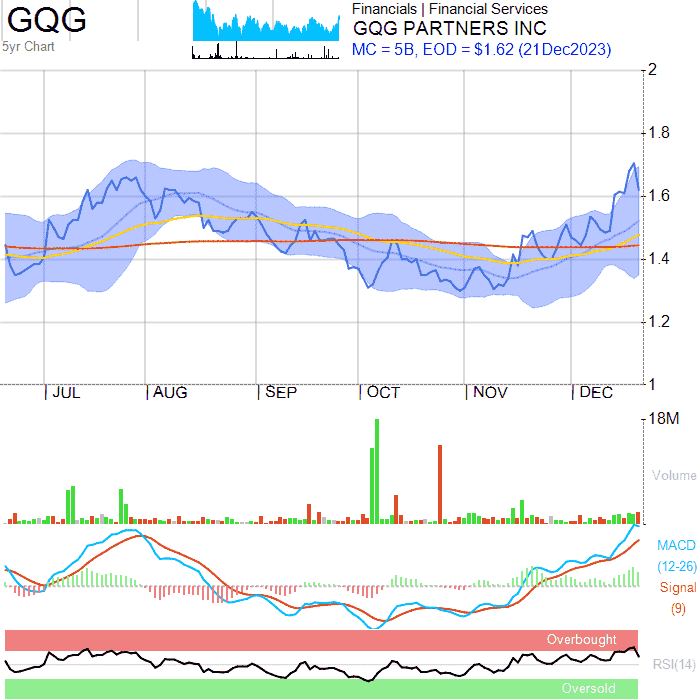 GQG
5yr Chart
Financials | Financial Services
GQG PARTNERS INC
MC = 5B, EOD = $1.62 (21Dec2023)
2
1.8
1.6
1.4
1.2
1
JUL AUG SEP OCT NOV DEC
18M
Volume
MACD
(12-26)
Signal
(9)
Overbought
RSI(14)
Oversold